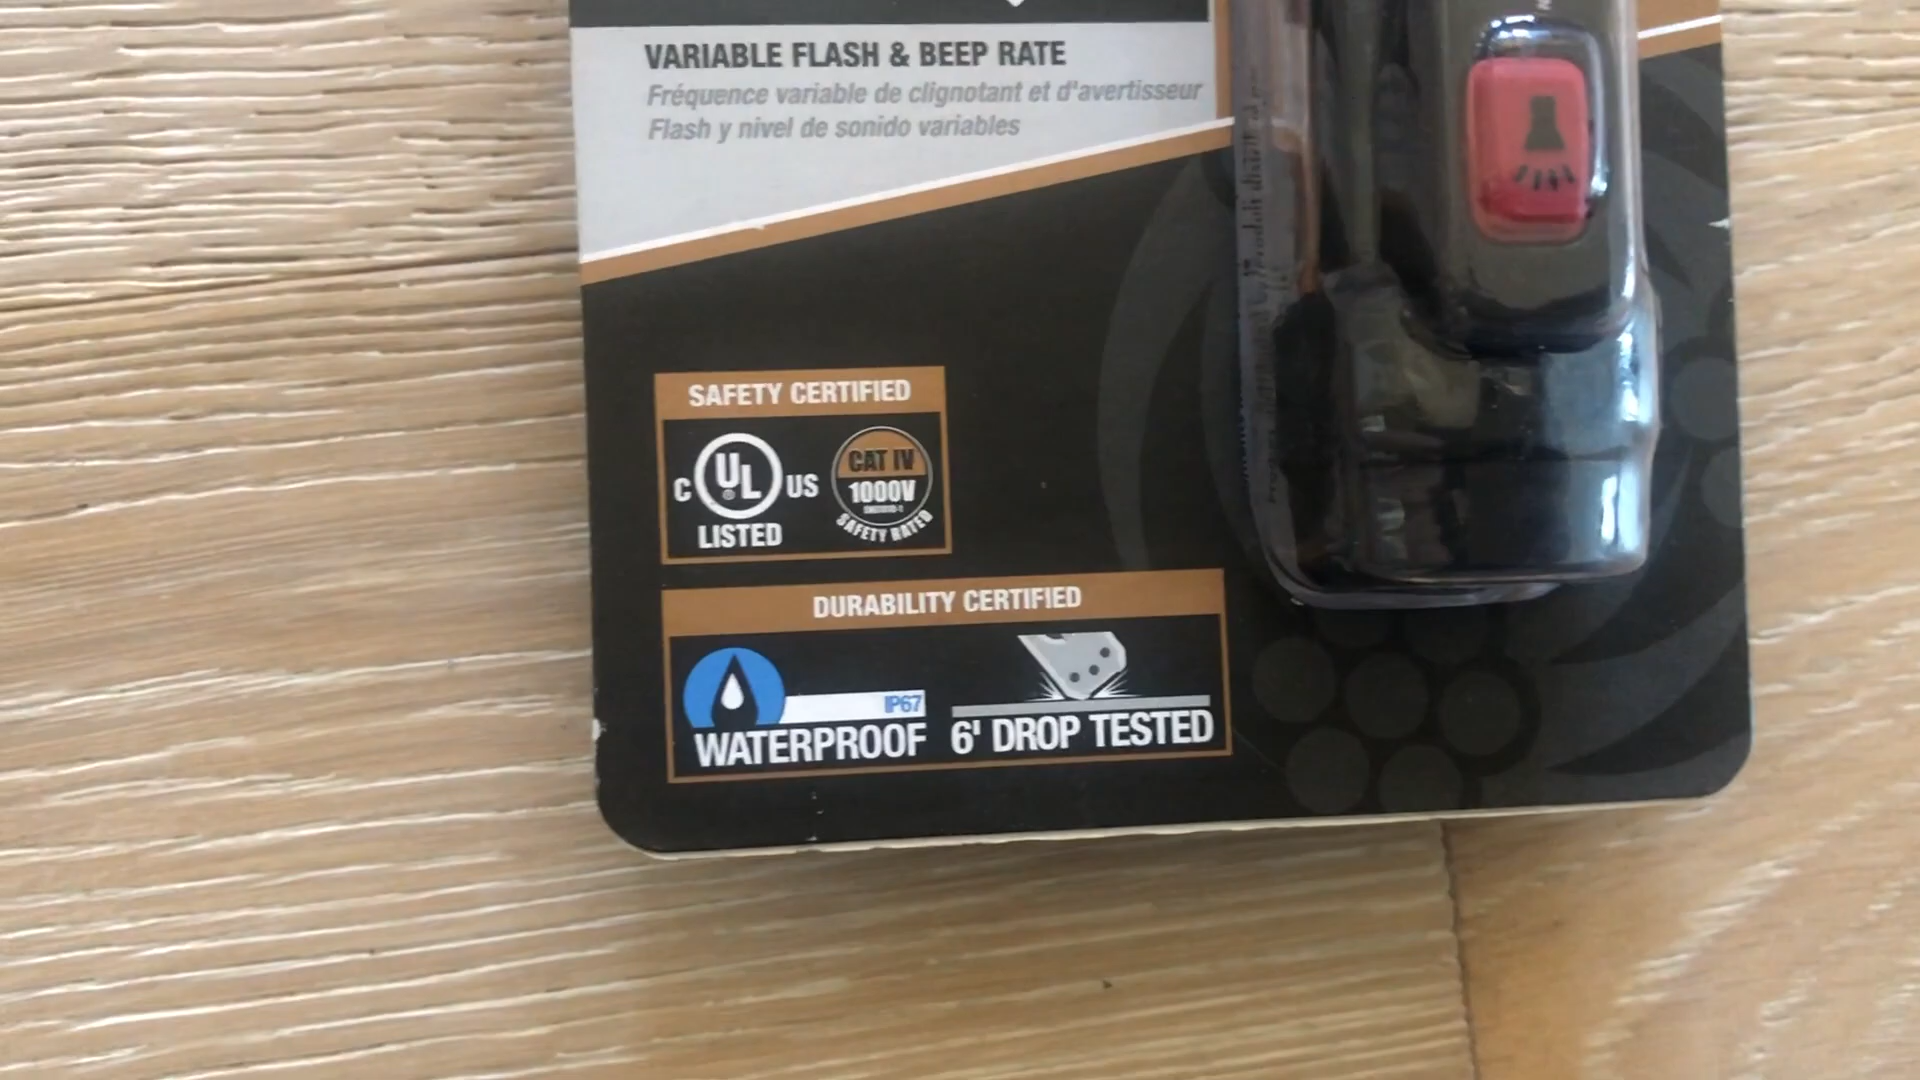 VARIABLE FLASH & BEEP RATE
Fréquence variable de clignotant et d'avertisseur
Flash y nivel de sonido variables
SAFETY CERTIFIED
C UL US
LISTED
CAT IV
1000V
SAFETY RATED
DURABILITY CERTIFIED
IP67
WATERPROOF
6' DROP TESTED